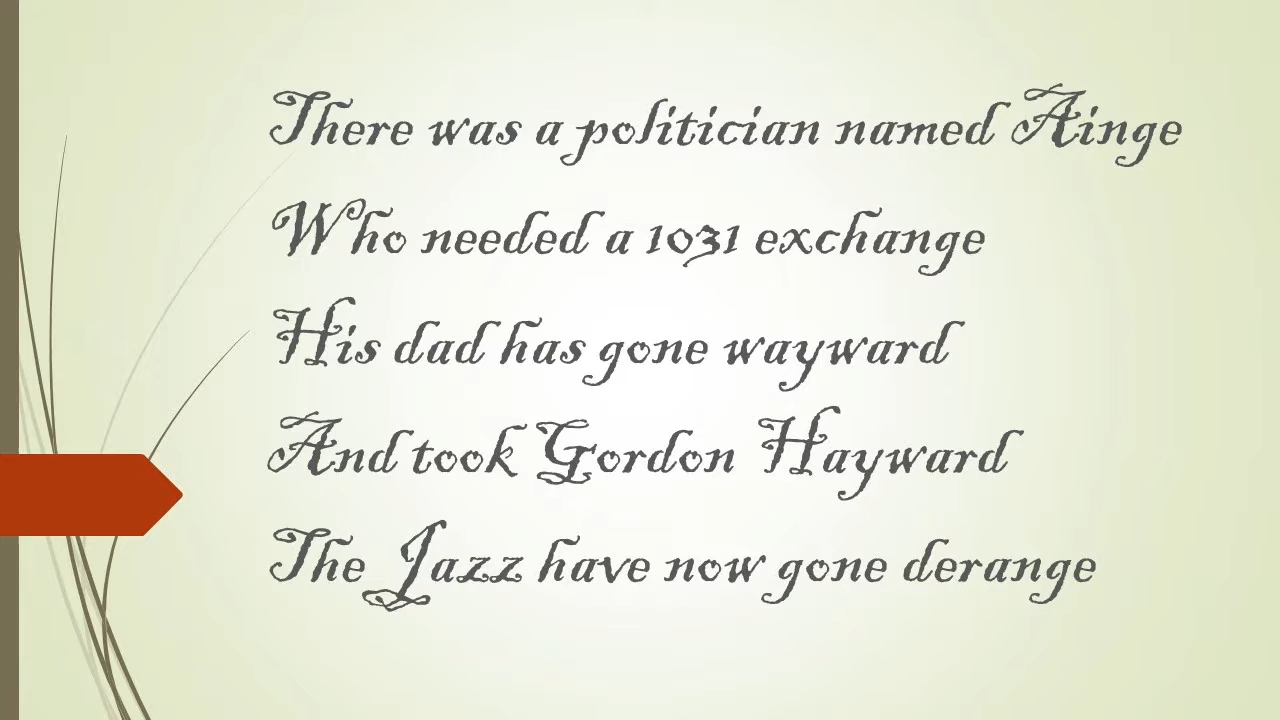 There was a politician named Ainge
Who needed a 1031 exchange
His dad has gone wayward
And took Gordon Hayward
The Jazz have now gone derange